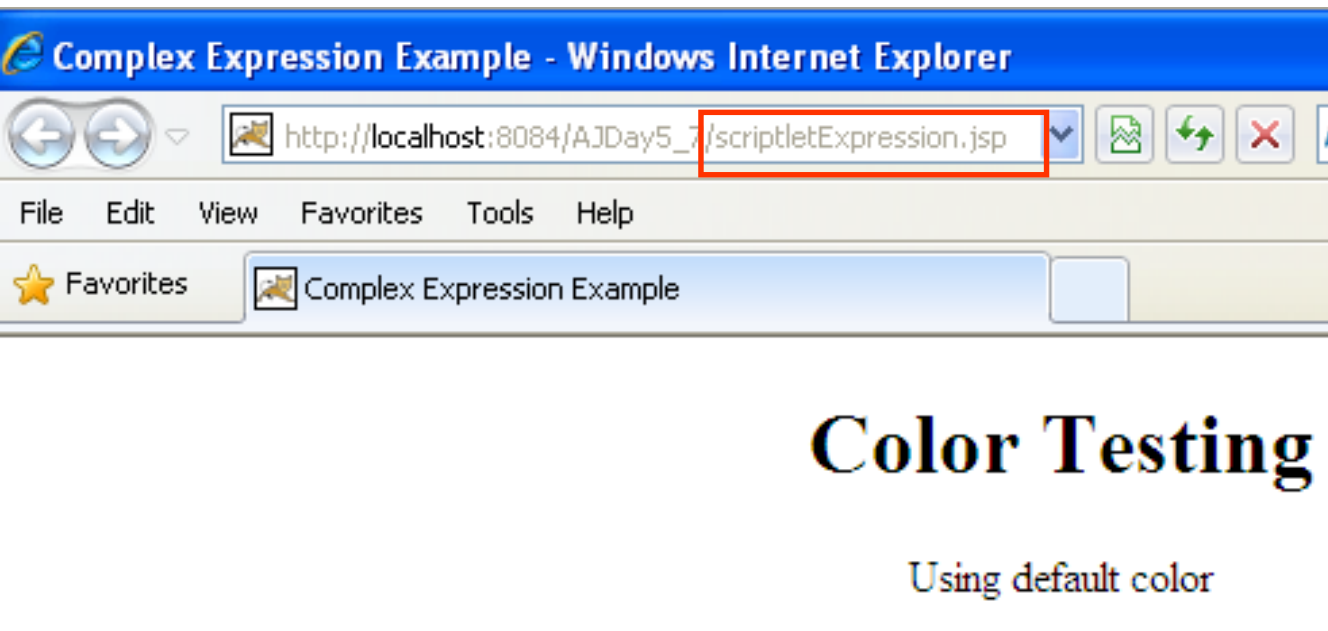 Complex Expression Example - Windows Internet Explorer
http://localhost:8084/AJDay5_7/scriptletExpression.jsp
File Edit View Favorites Tools Help
Favorites Complex Expression Example
Color Testing
Using default color